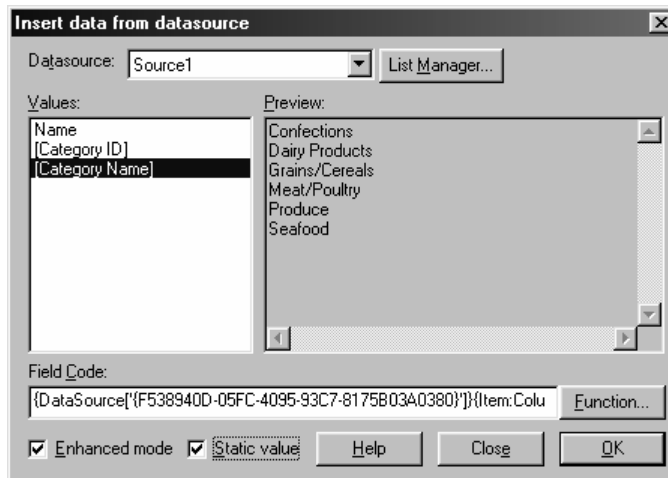 Insert data from datasource
Datasource: Source1 List Manager...
Values: Preview:
Name
[Category ID]
[Category Name]
Confections
Dairy Products
Grains/Cereals
Meat/Poultry
Produce
Seafood
Field Code:
{DataSource['{F538940D-05FC-4095-93C7-8175B03A0380}']}{Item:Colu Function...
Enhanced mode Static value Help Close OK